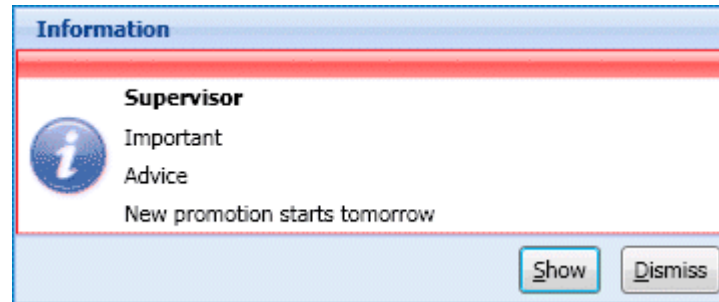 Information
Supervisor
Important
Advice
New promotion starts tomorrow
Show Dismiss